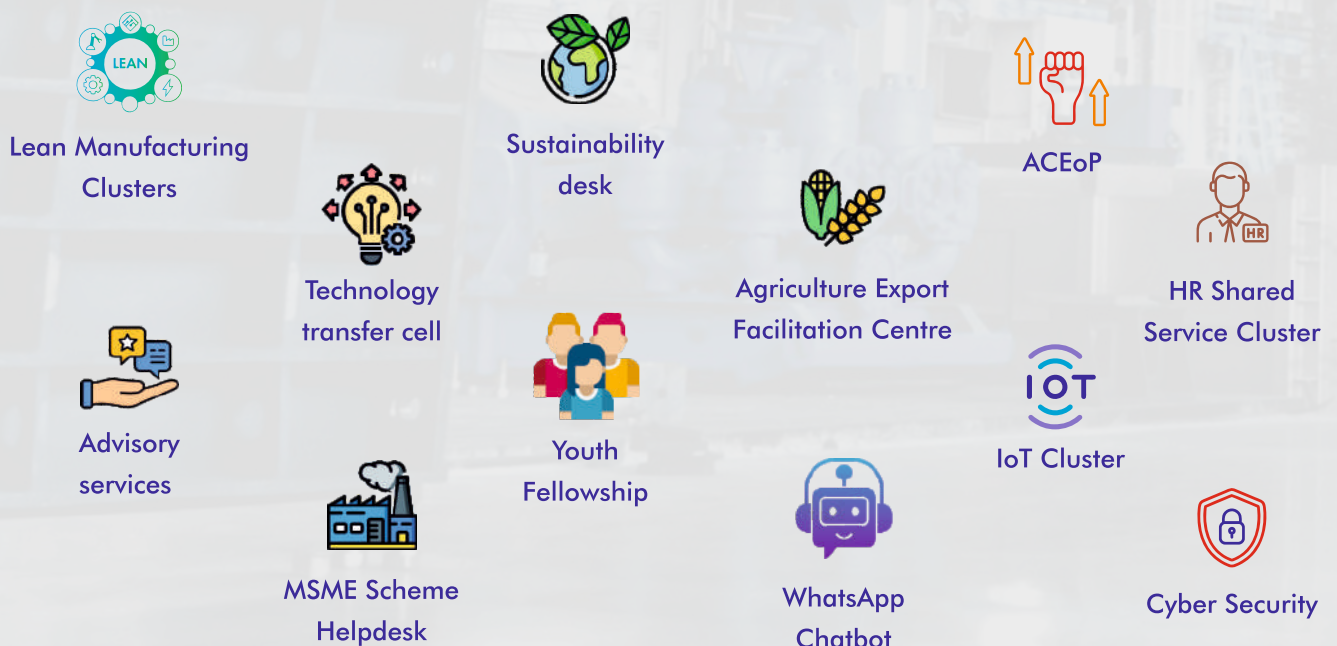 LEAN
Lean Manufacturing
Clusters
Sustainability
desk
ACEoP
Technology
transfer cell
Agriculture Export
Facilitation Centre
HR
HR Shared
Service Cluster
Advisory
services
Youth
Fellowship
IOT
IoT Cluster
MSME Scheme
Helpdesk
WhatsApp
Chatbot
Cyber Security